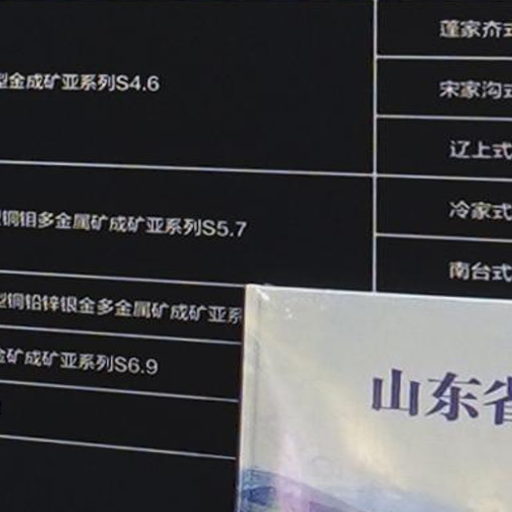 型金成矿亚系列S4.6
蓬家夼式
宋家沟式
辽上式
铜钼多金属矿成矿亚系列S5.7
冷家式
南台式
型铜铅锌银金多金属矿成矿亚系
金矿成矿亚系列S6.9
山东省